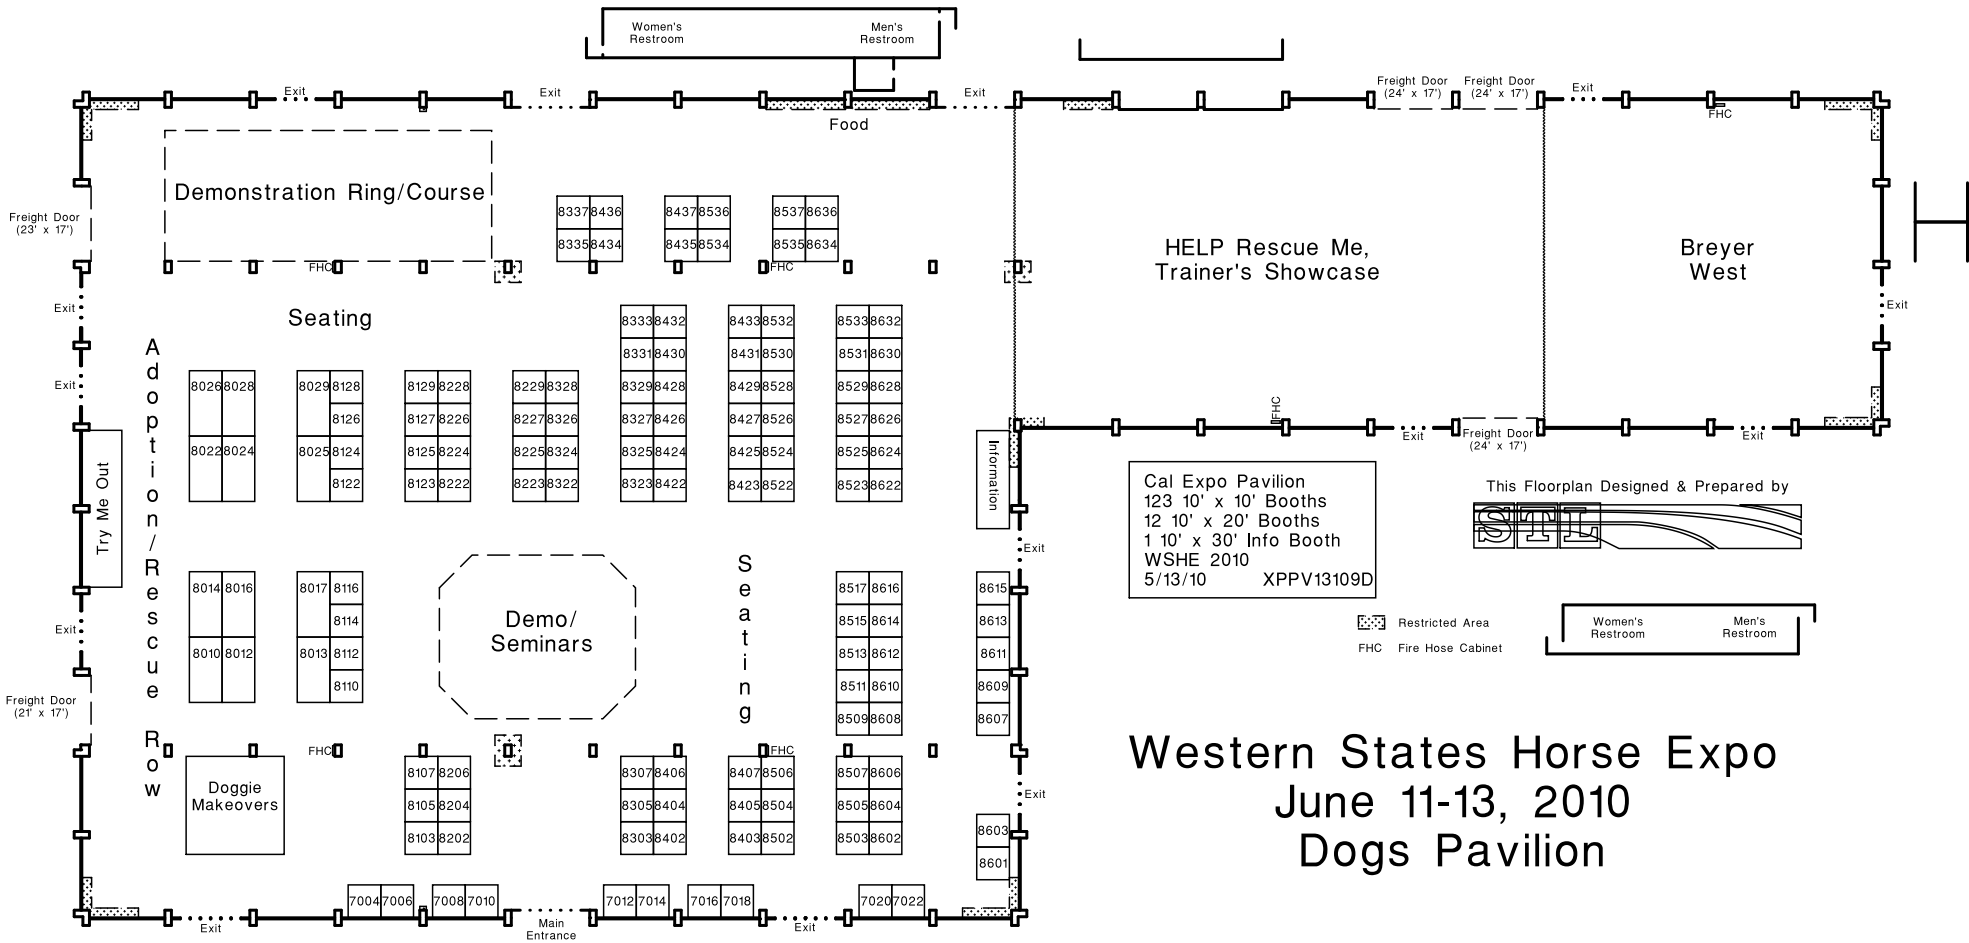 Women's
Restroom
Men's
Restroom
Exit
Exit
Exit
Freight Door
(24' x 17')
Freight Door
(24' x 17')
Exit
FHC
Food
Demonstration Ring/Course
Freight Door
(23' x 17')
8337 8436 8437 8536 8537 8636
8335 8434 8435 8534 8535 8634
HELP Rescue Me,
Trainer's Showcase
Breyer
West
FHC
FHC
Exit
Exit
Seating
8333 8432 8433 8532 8533 8632
8331 8430 8431 8530 8531 8630
Exit
8026 8028 8029 8128 8129 8228 8229 8328 8329 8428 8429 8528 8529 8628
8126 8127 8226 8227 8326 8327 8426 8427 8526 8527 8626
8022 8024 8025 8124 8125 8224 8225 8324 8325 8424 8425 8524 8525 8624
8122 8123 8222 8223 8322 8323 8422 8423 8522 8523 8622
Adoption/Rescue Row
Try Me Out
Information
FHC
Exit
Freight Door
(24' x 17')
Exit
Cal Expo Pavilion
123 10' x 10' Booths
12 10' x 20' Booths
1 10' x 30' Info Booth
WSHE 2010
5/13/10 XPPV13109D
This Floorplan Designed & Prepared by
STL
Exit
Seating
8014 8016 8017 8116 8517 8616 8615
8114 8515 8614 8613
Demo/
Seminars
8010 8012 8013 8112 8513 8612 8611
8110 8511 8610 8609
8509 8608 8607
Exit
Restricted Area
FHC Fire Hose Cabinet
Women's
Restroom
Men's
Restroom
Freight Door
(21' x 17')
FHC
FHC
Doggie
Makeovers
8107 8206 8307 8406 8407 8506 8507 8606
8105 8204 8305 8404 8405 8504 8505 8604
8103 8202 8303 8402 8403 8502 8503 8602
Exit
8603
8601
Western States Horse Expo
June 11-13, 2010
Dogs Pavilion
7004 7006 7008 7010 7012 7014 7016 7018 7020 7022
Exit
Main
Entrance
Exit